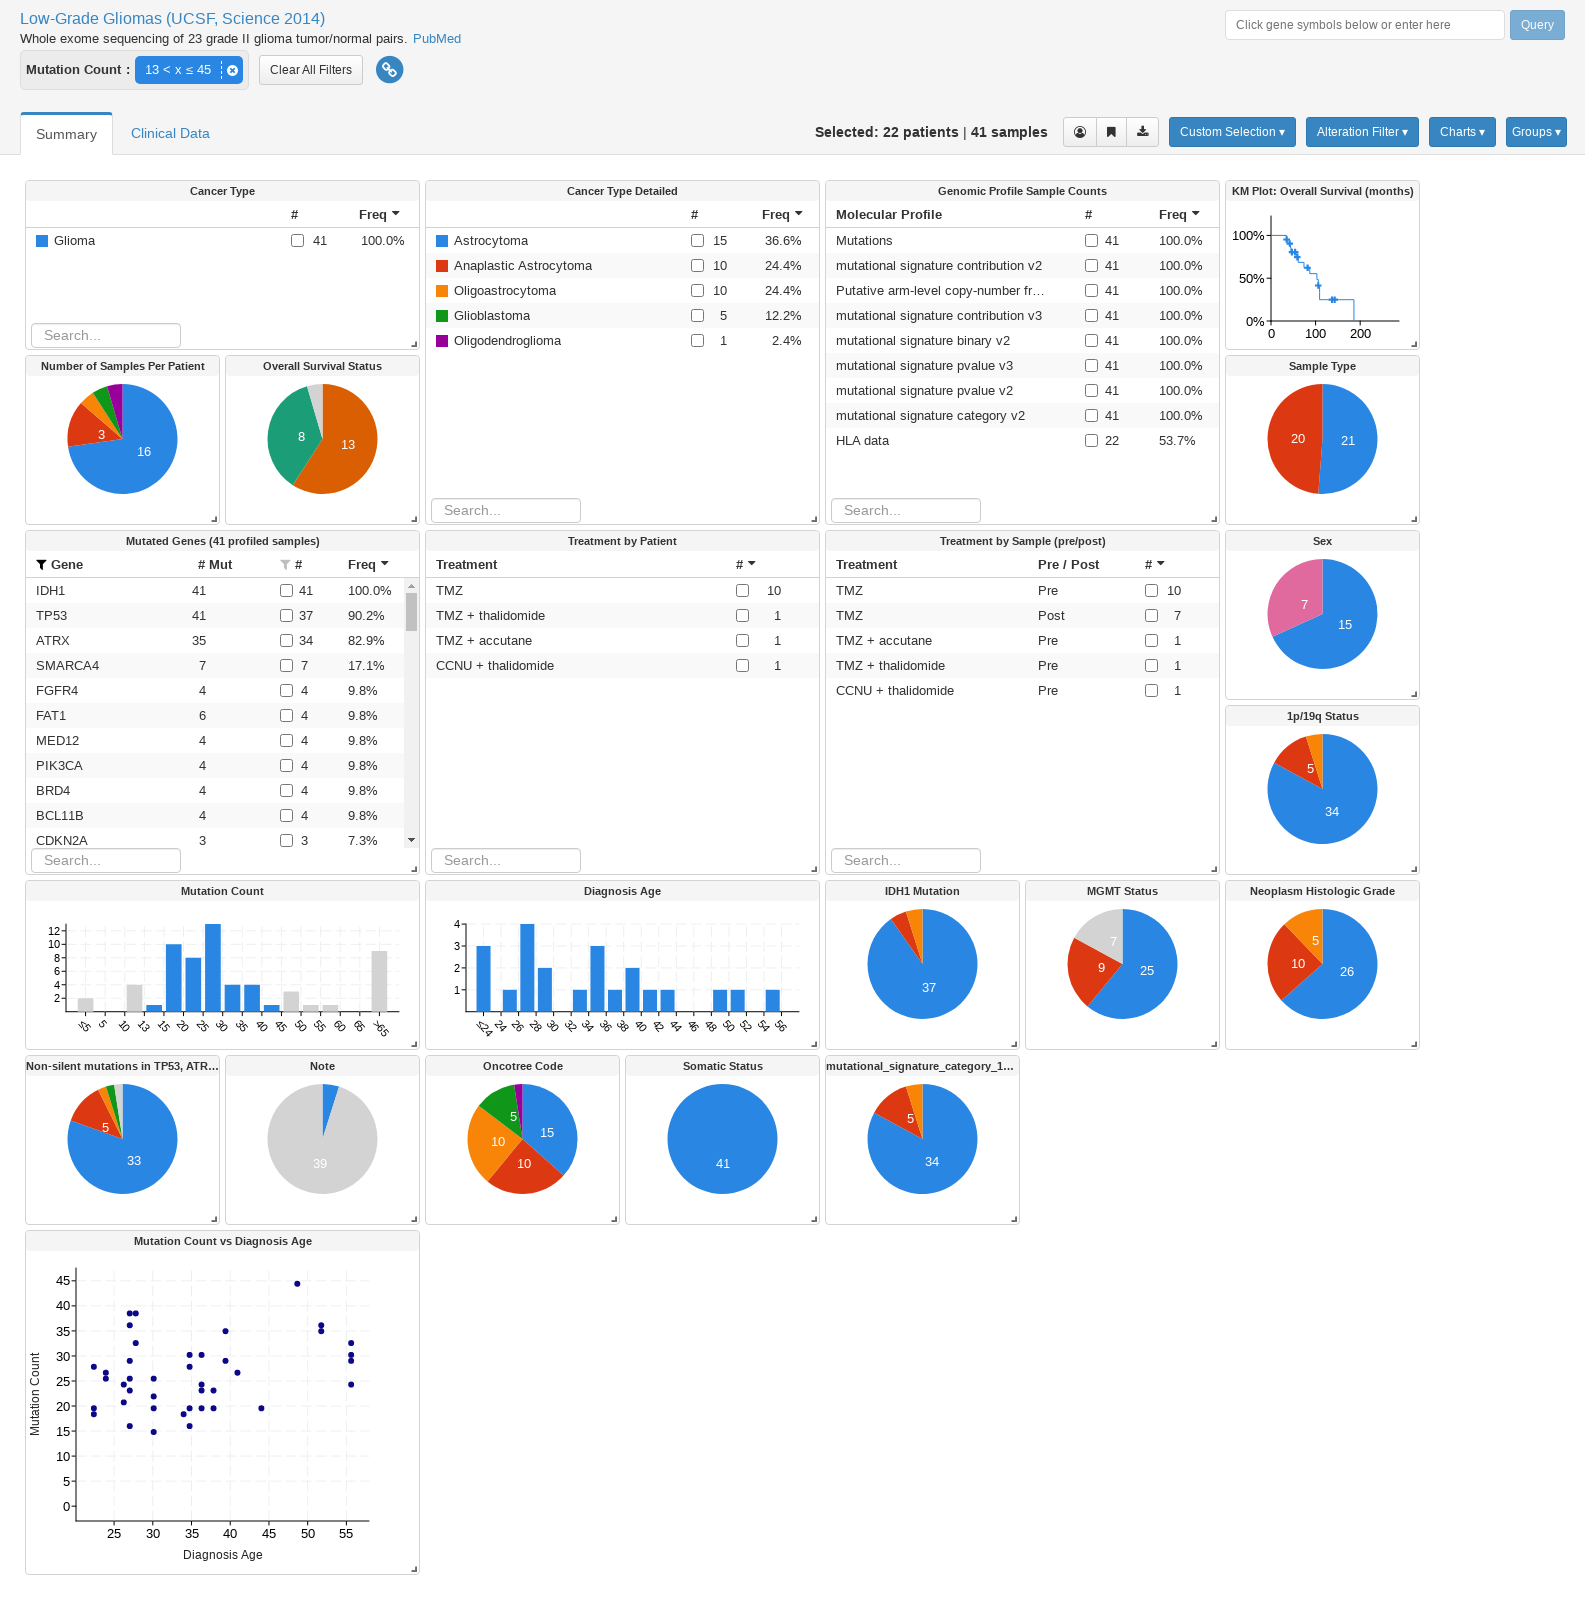 Low-Grade Gliomas (UCSF, Science 2014)
Whole exome sequencing of 23 grade II glioma tumor/normal pairs. PubMed
Click gene symbols below or enter here
Query
Mutation Count : 13 < x ≤ 45
Clear All Filters
Summary
Clinical Data
Selected: 22 patients | 41 samples
Custom Selection ▾
Alteration Filter ▾
Charts ▾
Groups ▾
Cancer Type
# Freq
Glioma 41 100.0%
Search...
Cancer Type Detailed
# Freq
Astrocytoma 15 36.6%
Anaplastic Astrocytoma 10 24.4%
Oligoastrocytoma 10 24.4%
Glioblastoma 5 12.2%
Oligodendroglioma 1 2.4%
Search...
Genomic Profile Sample Counts
Molecular Profile # Freq
Mutations 41 100.0%
mutational signature contribution v2 41 100.0%
Putative arm-level copy-number fr… 41 100.0%
mutational signature contribution v3 41 100.0%
mutational signature binary v2 41 100.0%
mutational signature pvalue v3 41 100.0%
mutational signature pvalue v2 41 100.0%
mutational signature category v2 41 100.0%
HLA data 22 53.7%
Search...
KM Plot: Overall Survival (months)
100%
50%
0%
0 100 200
Number of Samples Per Patient
3
16
Overall Survival Status
8
13
Sample Type
20 21
Mutated Genes (41 profiled samples)
Gene # Mut # Freq
IDH1 41 41 100.0%
TP53 41 37 90.2%
ATRX 35 34 82.9%
SMARCA4 7 7 17.1%
FGFR4 4 4 9.8%
FAT1 6 4 9.8%
MED12 4 4 9.8%
PIK3CA 4 4 9.8%
BRD4 4 4 9.8%
BCL11B 4 4 9.8%
CDKN2A 3 3 7.3%
Search...
Treatment by Patient
Treatment #
TMZ 10
TMZ + thalidomide 1
TMZ + accutane 1
CCNU + thalidomide 1
Search...
Treatment by Sample (pre/post)
Treatment Pre / Post #
TMZ Pre 10
TMZ Post 7
TMZ + accutane Pre 1
TMZ + thalidomide Pre 1
CCNU + thalidomide Pre 1
Search...
Sex
7
15
1p/19q Status
5
34
Mutation Count
12
10
8
6
4
2
≤5 5 10 13 15 20 25 30 35 40 45 50 55 60 65 >65
Diagnosis Age
4
3
2
1
≤24 24 26 28 30 32 34 36 38 40 42 44 46 48 50 52 54 56
IDH1 Mutation
37
MGMT Status
7
9 25
Neoplasm Histologic Grade
5
10 26
Non-silent mutations in TP53, ATR…
5
33
Note
39
Oncotree Code
5
15
10
10
Somatic Status
41
mutational_signature_category_1…
5
34
Mutation Count vs Diagnosis Age
Mutation Count
45
40
35
30
25
20
15
10
5
0
25 30 35 40 45 50 55
Diagnosis Age